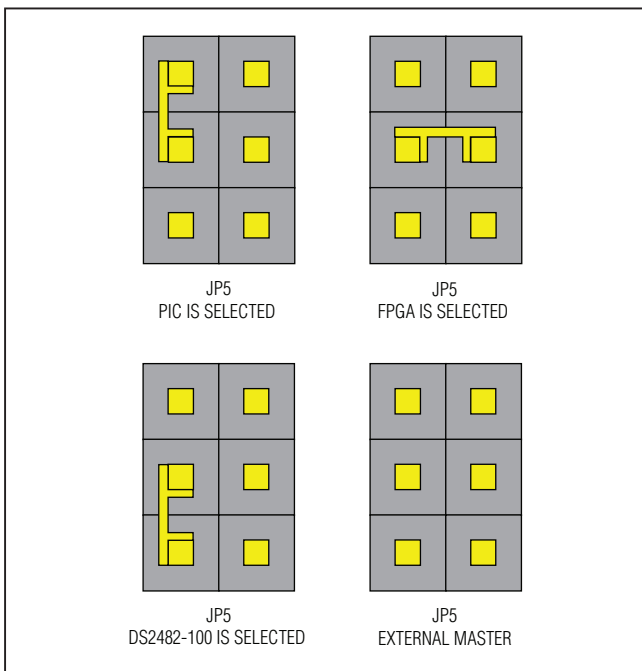 JP5
PIC IS SELECTED
JP5
FPGA IS SELECTED
JP5
DS2482-100 IS SELECTED
JP5
EXTERNAL MASTER